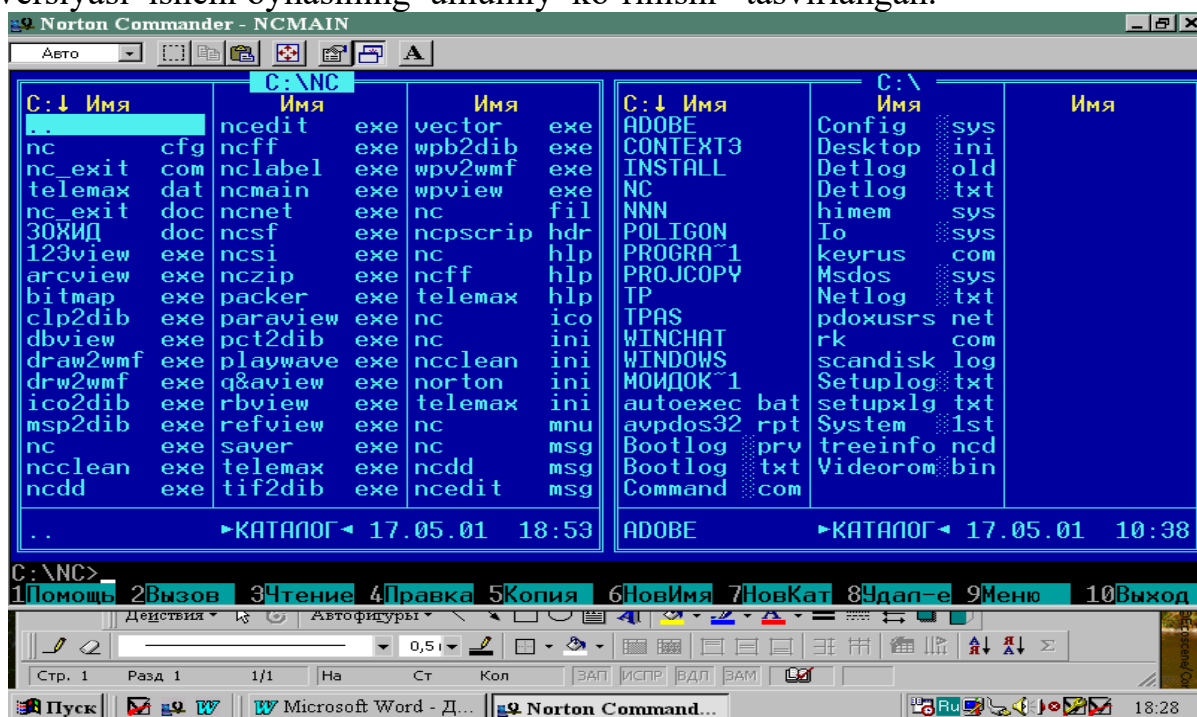 versiyasi ishchi oynasining umumiy ko‘rinishi tasvirlangan.
Norton Commander - NCMAIN
Авто A
C:\NC C:\
C:↓ Имя Имя Имя C:↓ Имя Имя Имя
.. ncedit exe vector exe ADOBE Config ░sys
nc cfg ncff exe wpb2dib exe CONTEXT3 Desktop ░ini
nc_exit com nclabel exe wpv2wmf exe INSTALL Detlog ░old
telemax dat ncmain exe wpview exe NC Detlog ░txt
nc_exit doc ncnet exe nc fil NNN himem sys
ЗОХИД doc ncsf exe ncpscrip hdr POLIGON Io ░sys
123view exe ncsi exe nc hlp PROGRA~1 keyrus com
arcview exe nczip exe ncff hlp PROJCOPY Msdos ░sys
bitmap exe packer exe telemax hlp TP Netlog ░txt
clp2dib exe paraview exe nc ico TPAS pdoxusrs net
dbview exe pct2dib exe nc ini WINCHAT rk com
draw2wmf exe playwave exe ncclean ini WINDOWS scandisk log
drw2wmf exe q&aview exe norton ini МОИДОК~1 Setuplog░txt
ico2dib exe rbview exe telemax ini autoexec bat setupxlg txt
msp2dib exe refview exe nc mnu avpdos32 rpt System ░1st
nc exe saver exe nc msg Bootlog ░prv treeinfo ncd
ncclean exe telemax exe ncdd msg Bootlog ░txt Videorom░bin
ncdd exe tif2dib exe ncedit msg Command ░com
.. ►КАТАЛОГ◄ 17.05.01 18:53 ADOBE ►КАТАЛОГ◄ 17.05.01 10:38
C:\NC>_
1Помощь 2Вызов 3Чтение 4Правка 5Копия 6НовИмя 7НовКат 8Удал-е 9Меню 10Выход
Действия Автофигуры
0,5
Стр. 1 Разд 1 1/1 На Ст Кол ЗАП ИСПР ВДЛ ЗАМ
Пуск Microsoft Word - Д... Norton Command... Ru 18:28